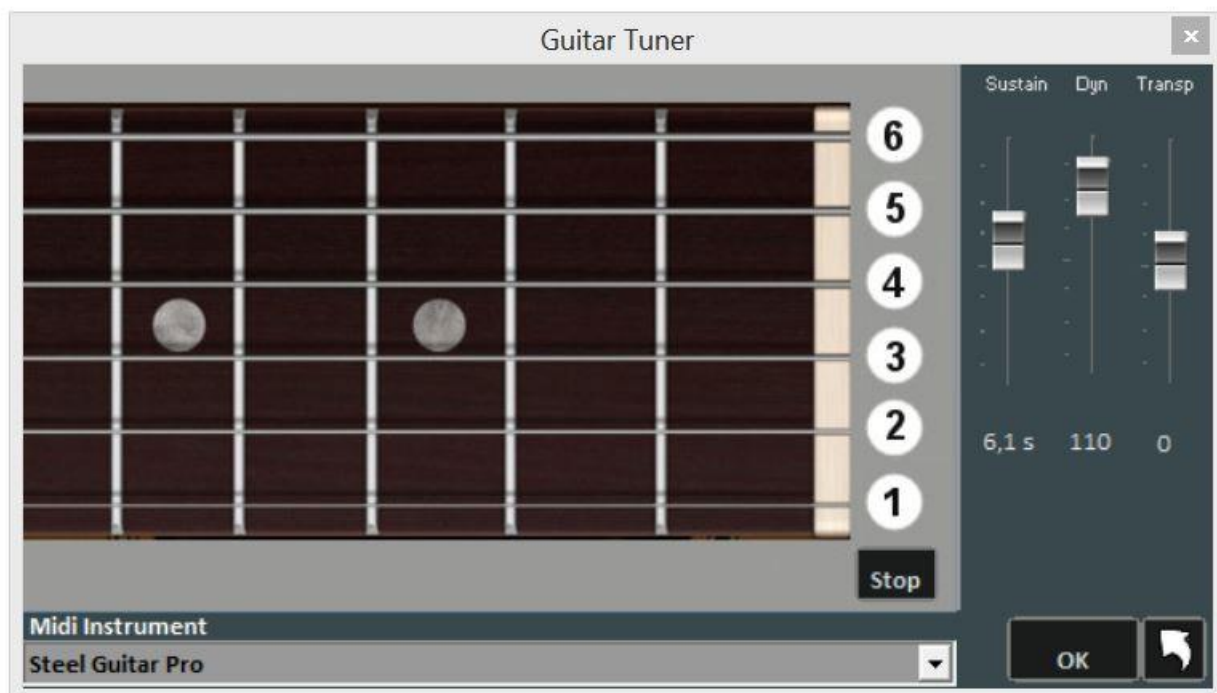 Guitar Tuner
x
Sustain Dyn Transp
6
5
4
3
2
1
6,1 s 110 0
Stop
Midi Instrument
Steel Guitar Pro
OK